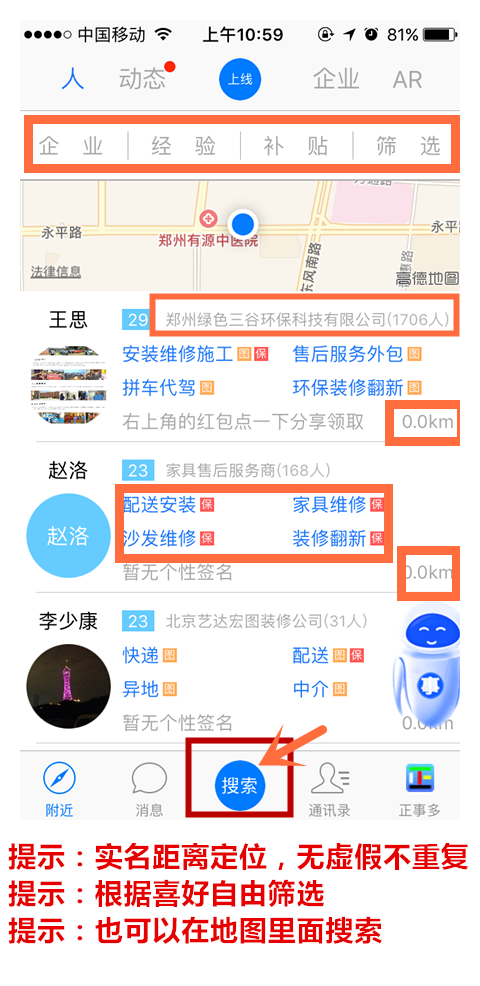 中国移动 上午10:59 81%
人 动态 上线 企业 AR
企业 经验 补贴 筛选
永平路 郑州有源中医院 永平
东风南路 正商路
法律信息 高德地图
王思 29 郑州绿色三谷环保科技有限公司(1706人)
安装维修施工 图 保 售后服务外包 图
拼车代驾 图 环保装修翻新 图
右上角的红包点一下分享领取 0.0km
赵洛 23 家具售后服务商(168人)
赵洛
配送安装 保 家具维修 保
沙发维修 保 装修翻新 保
暂无个性签名 0.0km
李少康 23 北京艺达宏图装修公司(31人)
快递 图 配送 图 保
异地 图 中介 图
暂无个性签名 0.0
附近 消息 搜索 通讯录 正事多
提示：实名距离定位，无虚假不重复
提示：根据喜好自由筛选
提示：也可以在地图里面搜索